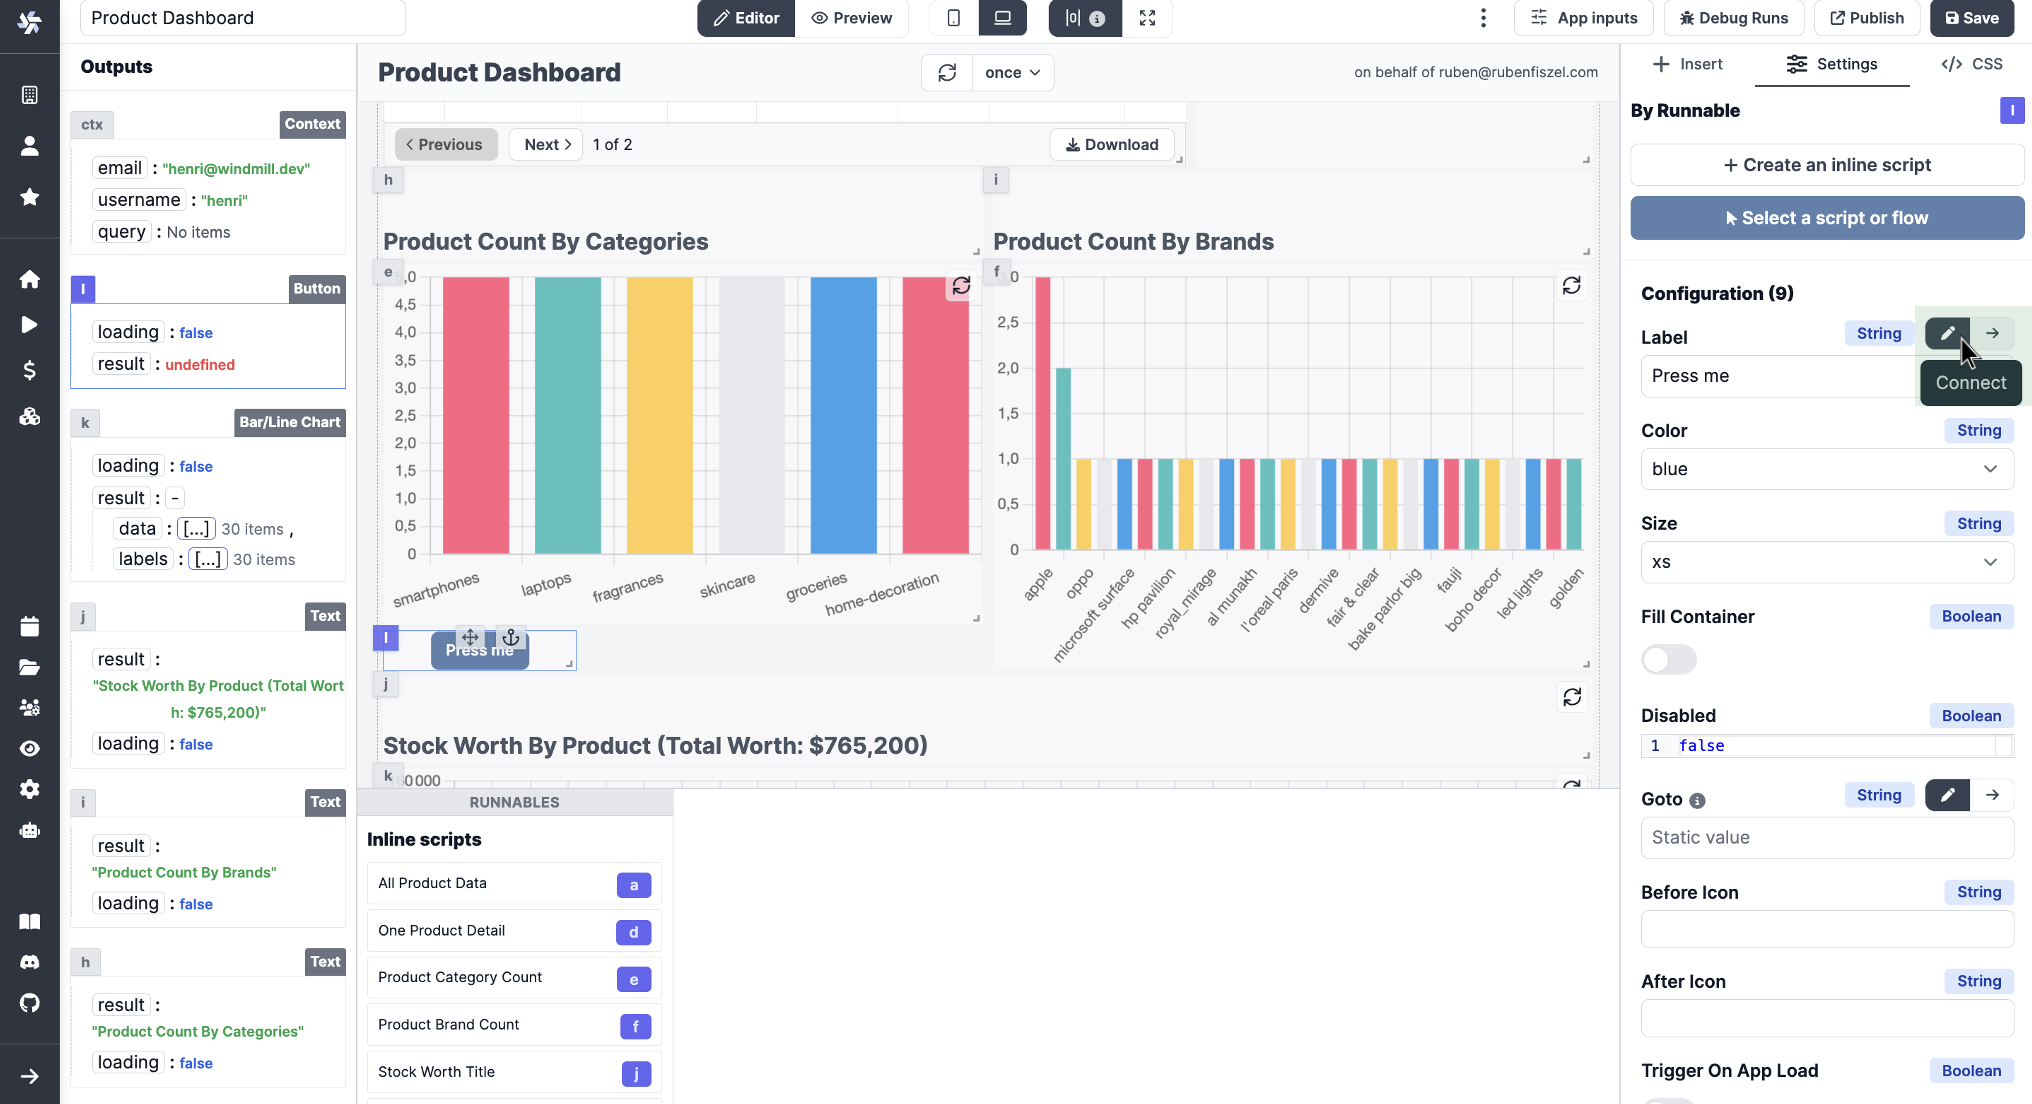 Product Dashboard
Editor
Preview
App inputs
Debug Runs
Publish
Save
Outputs
ctx
Context
email : "henri@windmill.dev"
username : "henri"
query : No items
l
Button
loading : false
result : undefined
k
Bar/Line Chart
loading : false
result : -
data : [...] 30 items ,
labels : [...] 30 items
j
Text
result :
"Stock Worth By Product (Total Wort
h: $765,200)"
loading : false
i
Text
result :
"Product Count By Brands"
loading : false
h
Text
result :
"Product Count By Categories"
loading : false
Product Dashboard
once
on behalf of ruben@rubenfiszel.com
Previous
Next
1 of 2
Download
h
Product Count By Categories
e
,0
4,5
4,0
3,5
3,0
2,5
2,0
1,5
1,0
0,5
0
smartphones
laptops
fragrances
skincare
groceries
home-decoration
i
Product Count By Brands
f
0
2,5
2,0
1,5
1,0
0,5
0
apple
oppo
microsoft surface
hp pavilion
royal_mirage
al munakh
l'oreal paris
dermive
fair & clear
bake parlor big
fauji
boho decor
led lights
golden
l
Press me
j
Stock Worth By Product (Total Worth: $765,200)
k
0 000
RUNNABLES
Inline scripts
All Product Data
a
One Product Detail
d
Product Category Count
e
Product Brand Count
f
Stock Worth Title
j
Insert
Settings
CSS
By Runnable
l
+ Create an inline script
Select a script or flow
Configuration (9)
Label
String
Press me
Connect
Color
String
blue
Size
String
xs
Fill Container
Boolean
Disabled
Boolean
1 false
Goto
String
Static value
Before Icon
String
After Icon
String
Trigger On App Load
Boolean